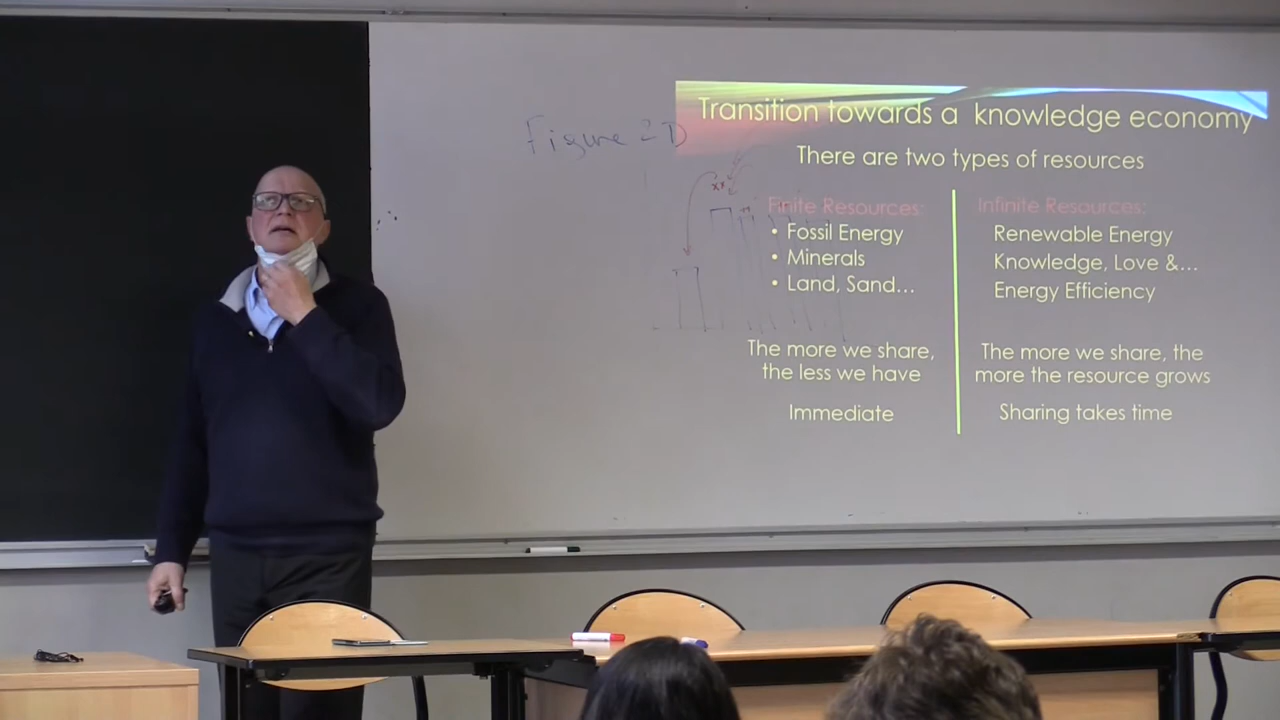 Transition towards a knowledge economy
Figure 2D
There are two types of resources
Finite Resources:
• Fossil Energy
• Minerals
• Land, Sand...
The more we share,
the less we have
Immediate
Infinite Resources:
Renewable Energy
Knowledge, Love &...
Energy Efficiency
The more we share, the
more the resource grows
Sharing takes time